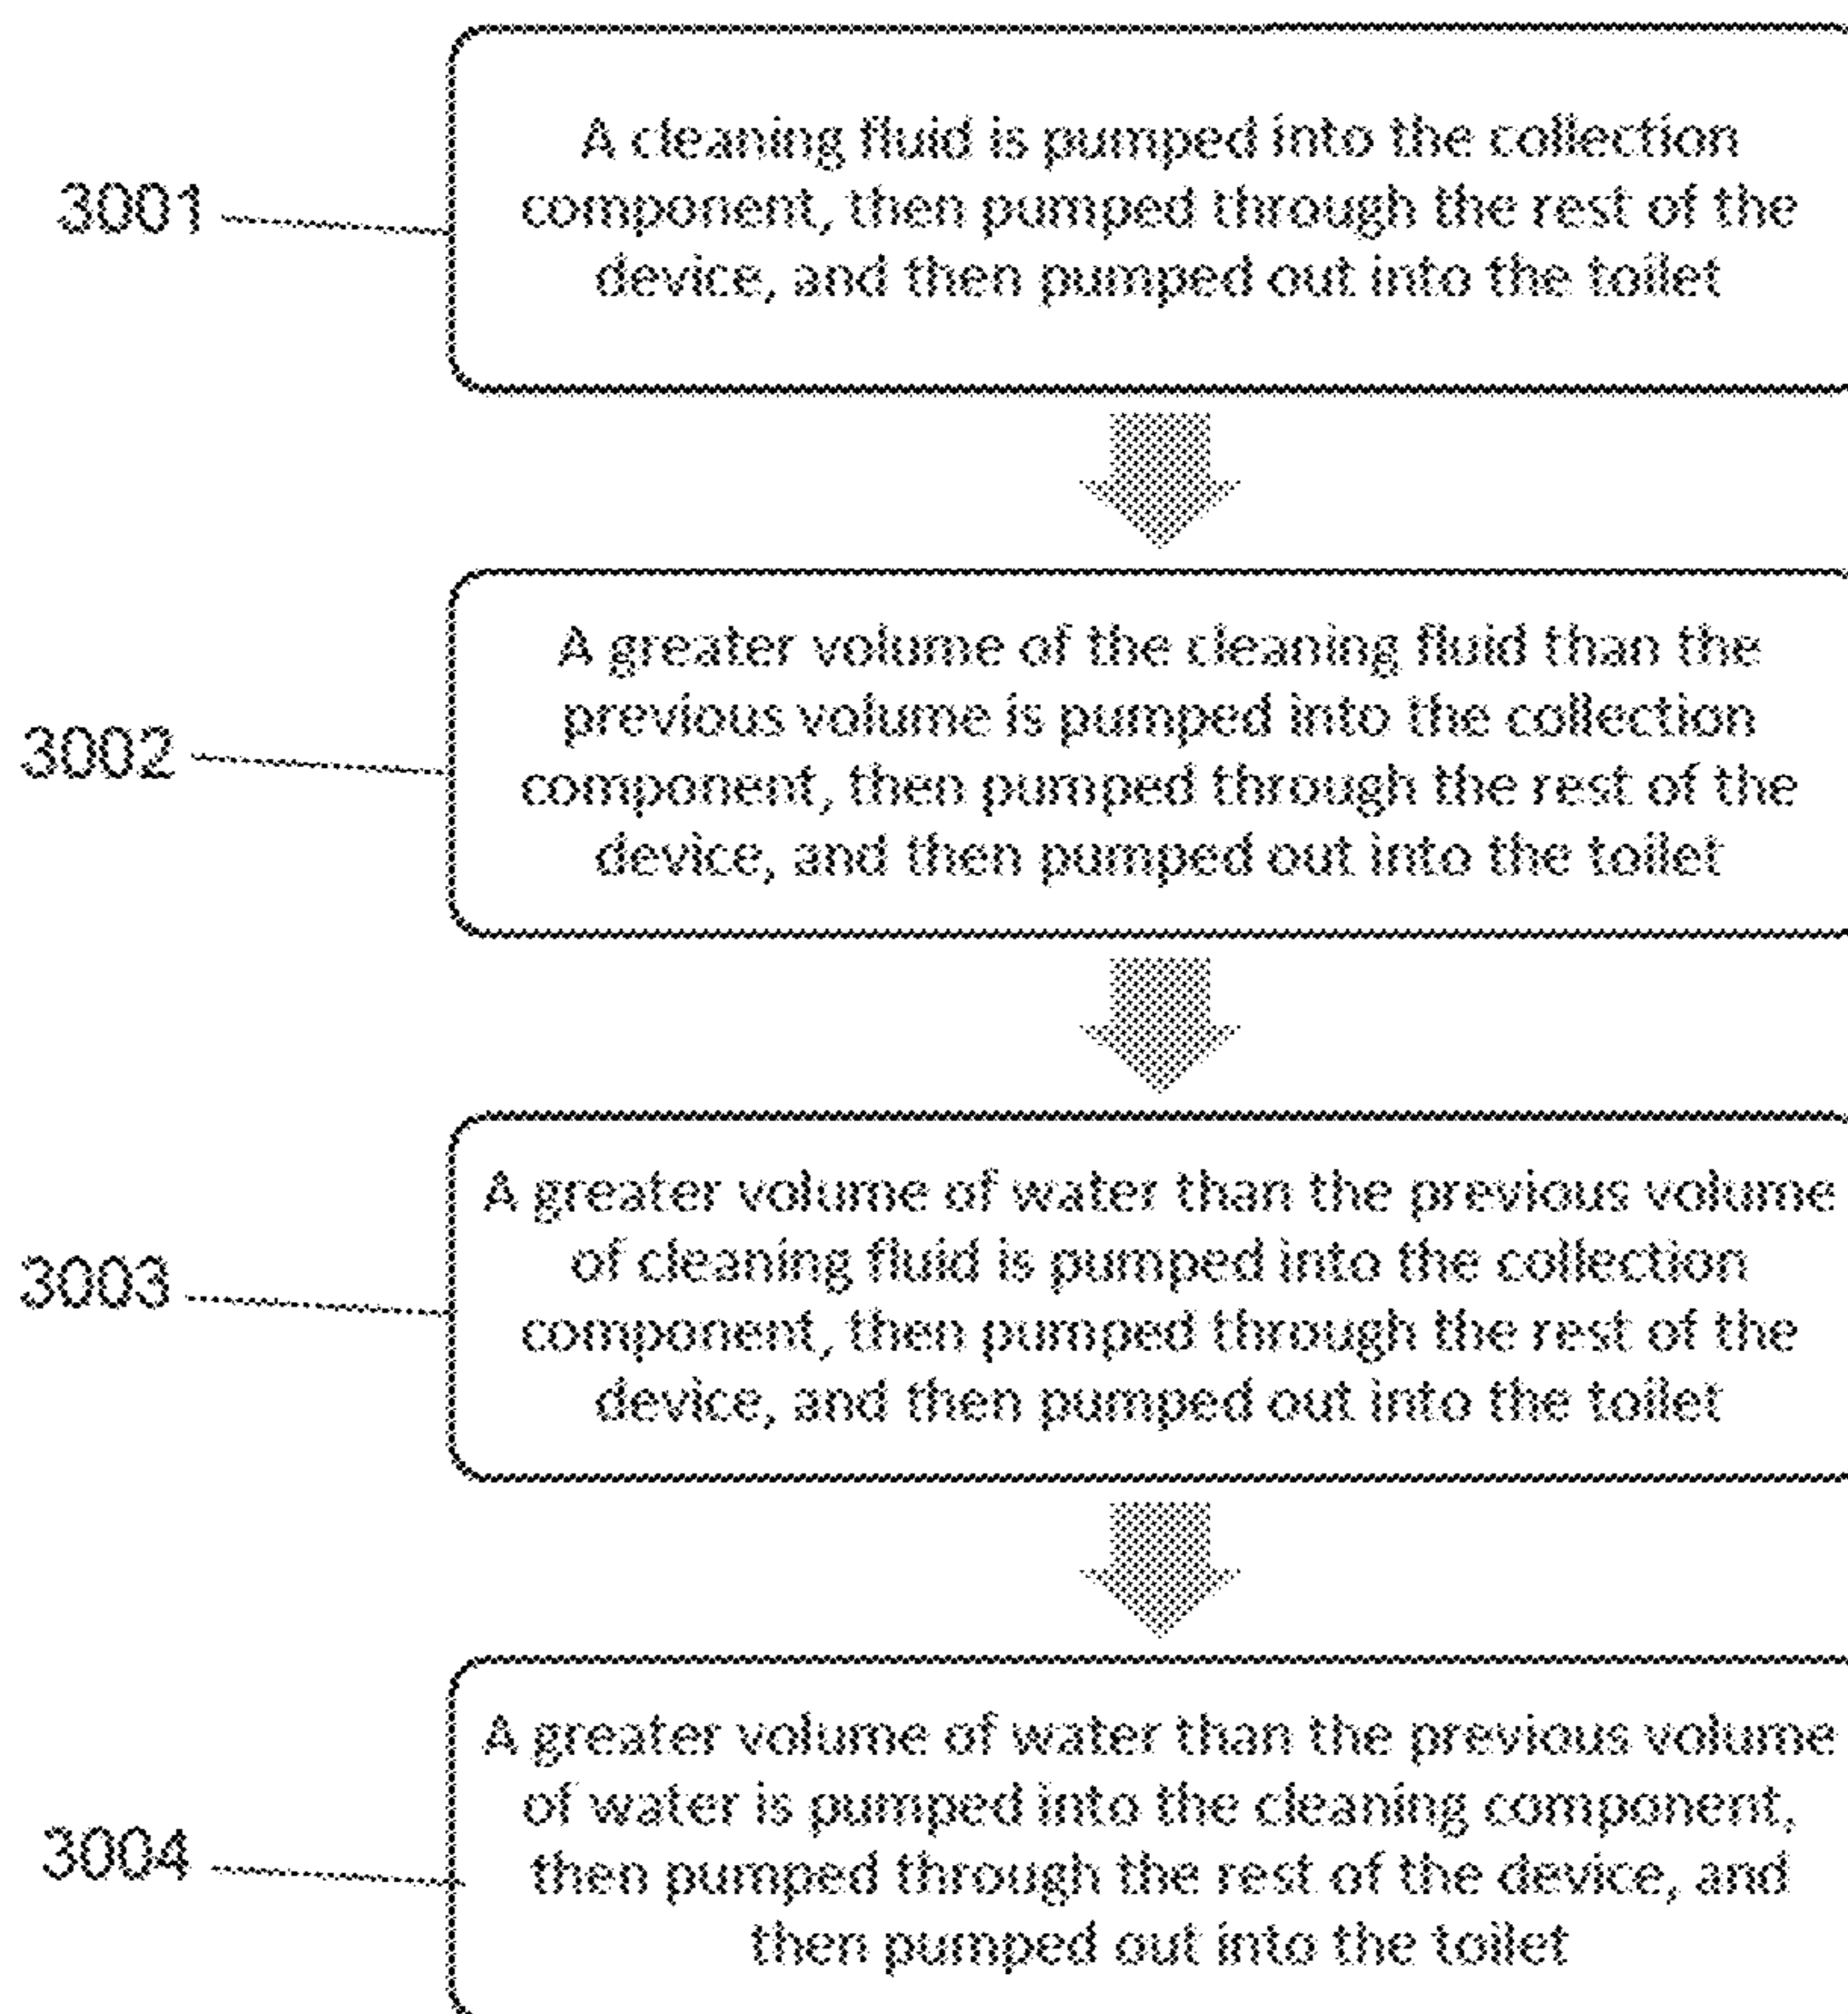 3001
A cleaning fluid is pumped into the collection
component, then pumped through the rest of the
device, and then pumped out into the toilet
3002
A greater volume of the cleaning fluid than the
previous volume is pumped into the collection
component, then pumped through the rest of the
device, and then pumped out into the toilet
3003
A greater volume of water than the previous volume
of cleaning fluid is pumped into the collection
component, then pumped through the rest of the
device, and then pumped out into the toilet
3004
A greater volume of water than the previous volume
of water is pumped into the cleaning component,
then pumped through the rest of the device, and
then pumped out into the toilet